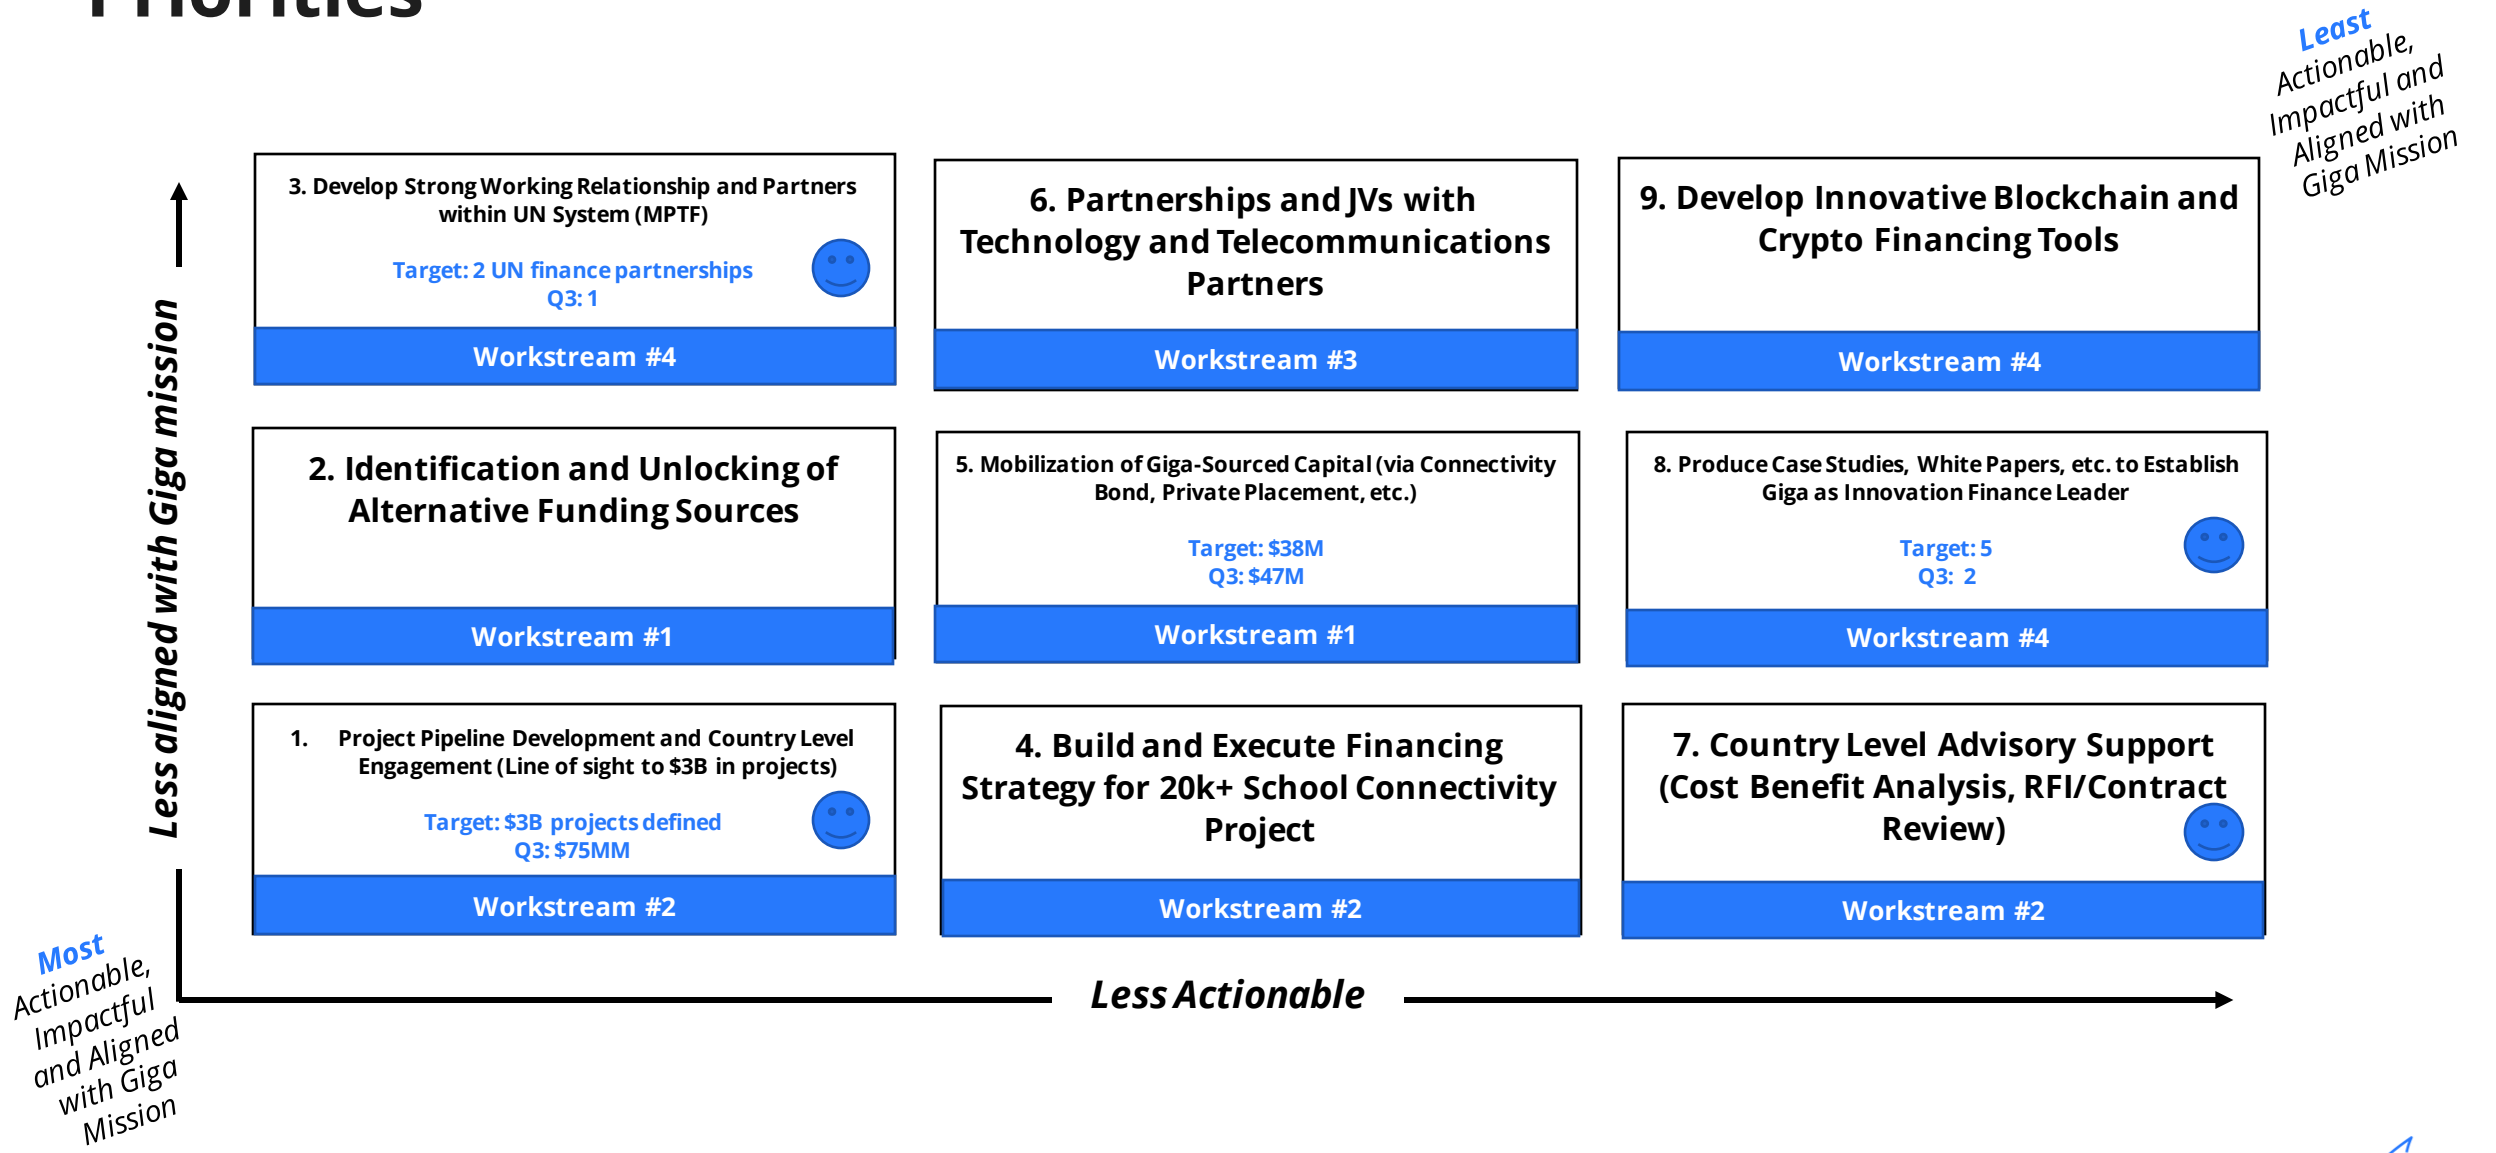 Priorities
Least
Actionable,
Impactful and
Aligned with
Giga Mission
3. Develop Strong Working Relationship and Partners
within UN System (MPTF)
Target: 2 UN finance partnerships
Q3: 1
Workstream #4
6. Partnerships and JVs with
Technology and Telecommunications
Partners
Workstream #3
9. Develop Innovative Blockchain and
Crypto Financing Tools
Workstream #4
Less aligned with Giga mission
2. Identification and Unlocking of
Alternative Funding Sources
Workstream #1
5. Mobilization of Giga-Sourced Capital (via Connectivity
Bond, Private Placement, etc.)
Target: $38M
Q3: $47M
Workstream #1
8. Produce Case Studies, White Papers, etc. to Establish
Giga as Innovation Finance Leader
Target: 5
Q3: 2
Workstream #4
1. Project Pipeline Development and Country Level
Engagement (Line of sight to $3B in projects)
Target: $3B projects defined
Q3: $75MM
Workstream #2
4. Build and Execute Financing
Strategy for 20k+ School Connectivity
Project
Workstream #2
7. Country Level Advisory Support
(Cost Benefit Analysis, RFI/Contract
Review)
Workstream #2
Most
Actionable,
Impactful
and Aligned
with Giga
Mission
Less Actionable